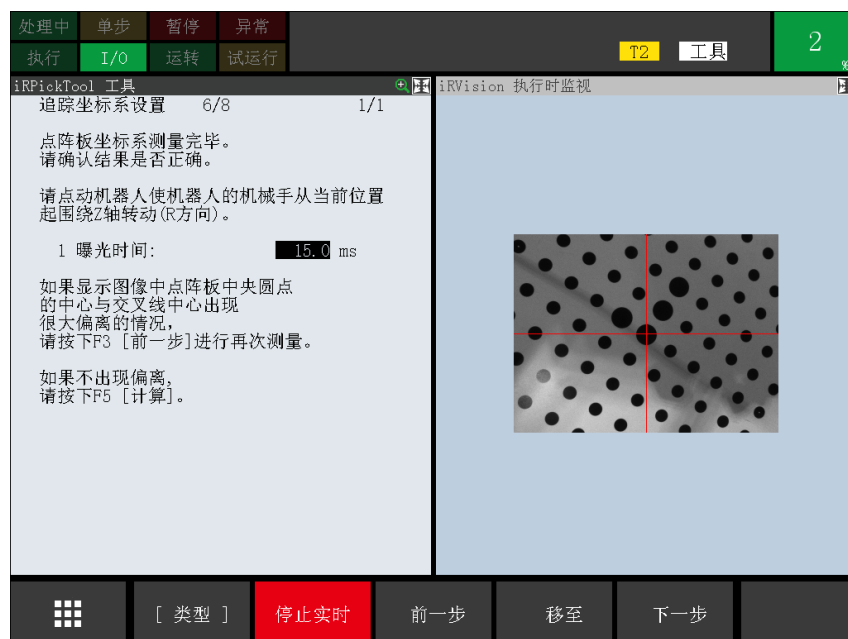 处理中 单步 暂停 异常
执行 I/O 运转 试运行
T2 工具
2
%
iRPickTool 工具
追踪坐标系设置 6/8 1/1
点阵板坐标系测量完毕。
请确认结果是否正确。
请点动机器人使机器人的机械手从当前位置
起围绕Z轴转动(R方向)。
1 曝光时间: 15.0 ms
如果显示图像中点阵板中央圆点
的中心与交叉线中心出现
很大偏离的情况,
请按下F3 [前一步]进行再次测量。
如果不出现偏离,
请按下F5 [计算]。
iRVision 执行时监视
[ 类型 ] 停止实时 前一步 移至 下一步